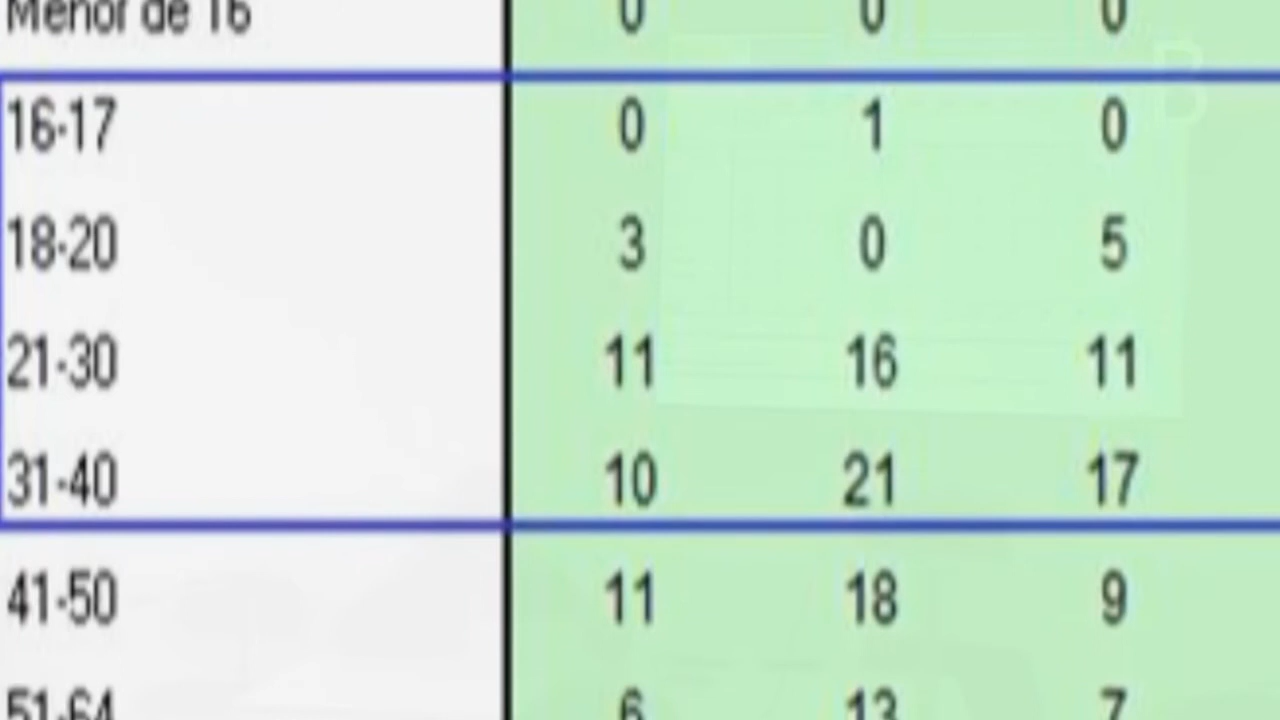 Menor de 16 0 0 0
16-17 0 1 0
18-20 3 0 5
21-30 11 16 11
31-40 10 21 17
41-50 11 18 9
51-64 6 13 7